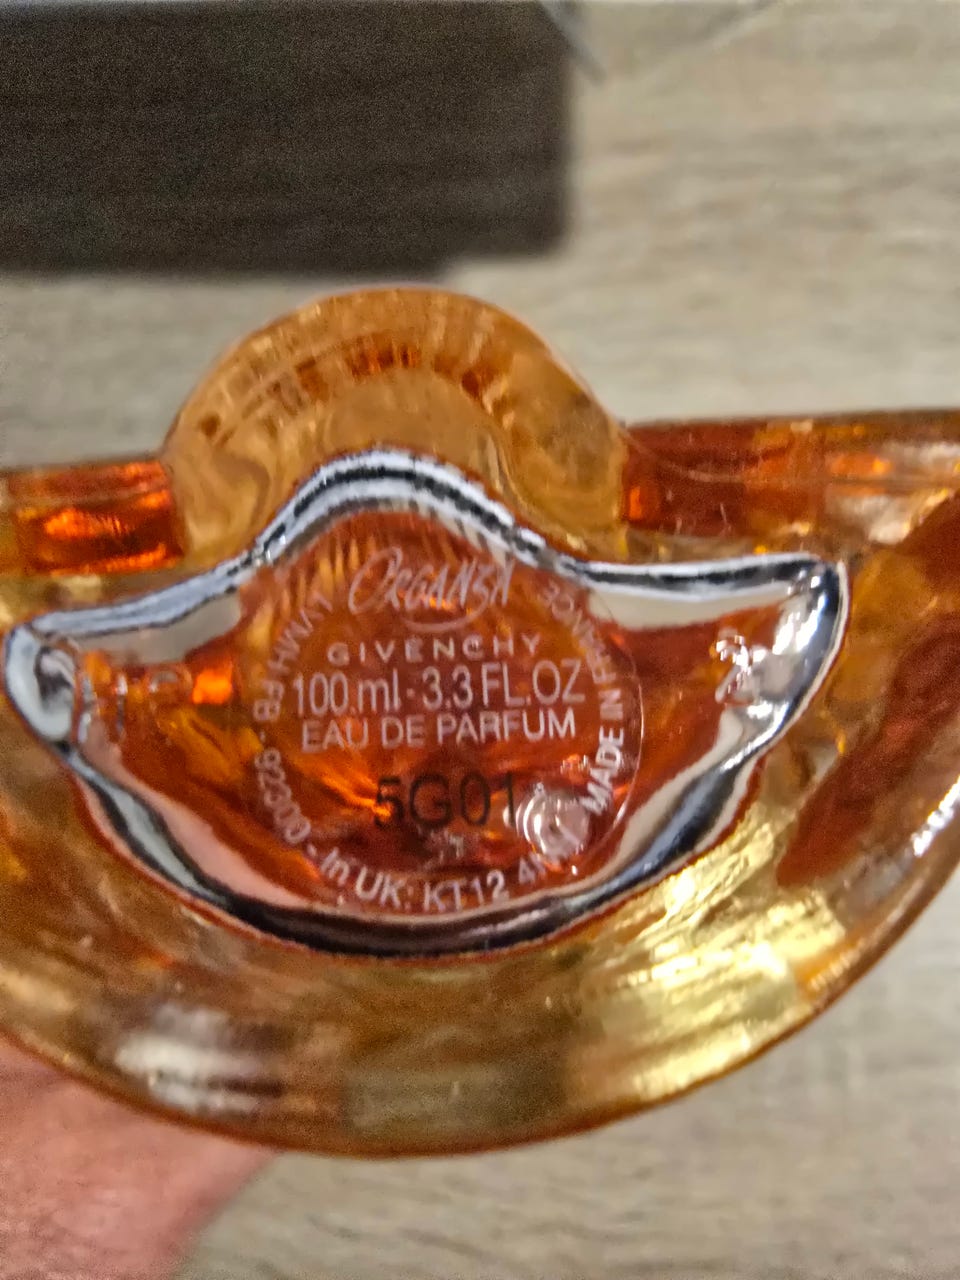 ORGANZA
GIVENCHY
100 ml · 3.3 FL.OZ
EAU DE PARFUM
5G01
LVMH FB · 92300 - In UK: KT12
MADE IN FRANCE